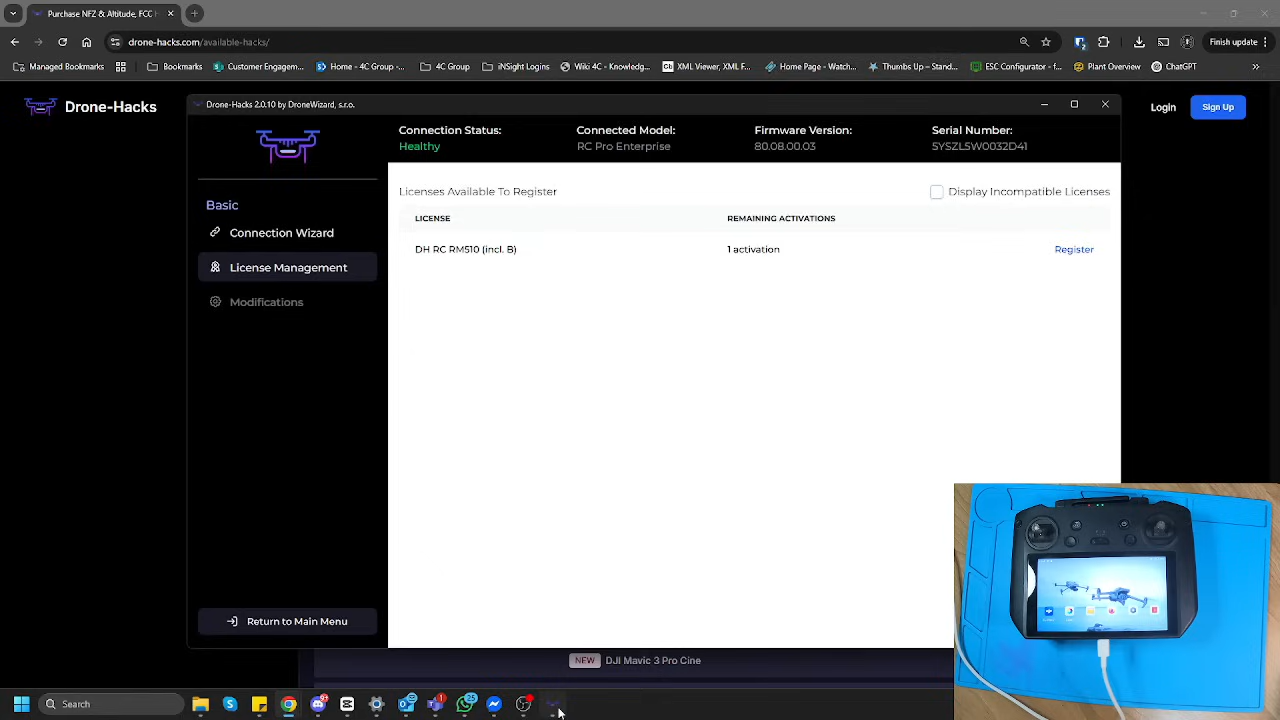 Purchase NFZ & Altitude, FCC
drone-hacks.com/available-hacks/
Finish update
Managed Bookmarks
Bookmarks
Customer Engagem...
Home - 4C Group -...
4C Group
iNSight Logins
Wiki 4C - Knowledg...
XML Viewer, XML F...
Home Page - Watch...
Thumbs Up – Stand...
ESC Configurator - f...
Plant Overview
ChatGPT
Drone-Hacks
Login
Sign Up
Drone-Hacks 2.0.10 by DroneWizard, s.r.o.
Connection Status:
Healthy
Connected Model:
RC Pro Enterprise
Firmware Version:
80.08.00.03
Serial Number:
5YSZL5W0032D41
Basic
Connection Wizard
License Management
Modifications
Return to Main Menu
Licenses Available To Register
Display Incompatible Licenses
LICENSE
REMAINING ACTIVATIONS
DH RC RM510 (incl. B)
1 activation
Register
NEW
DJI Mavic 3 Pro Cine
Search
25